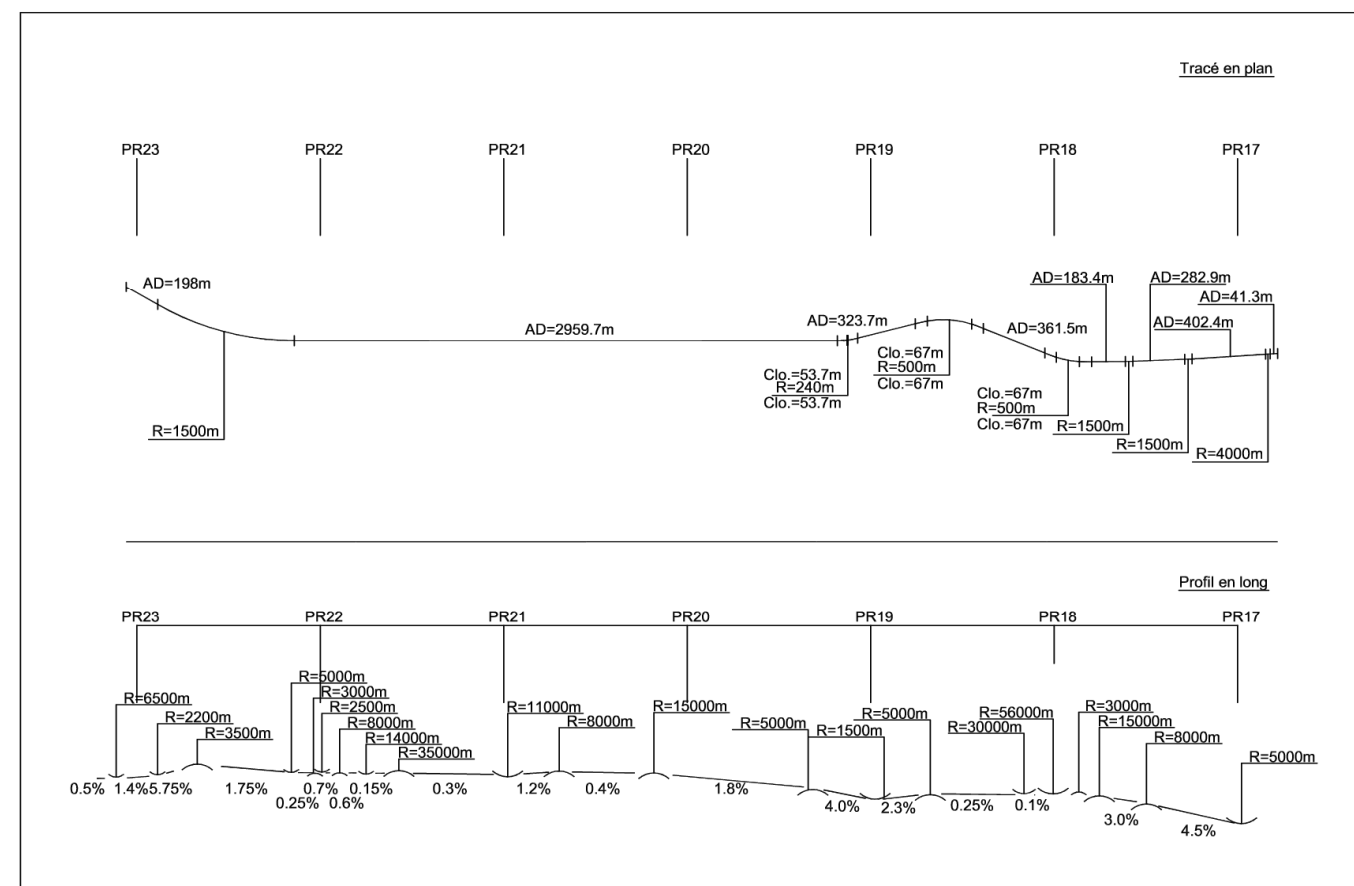 Tracé en plan
PR23 PR22 PR21 PR20 PR19 PR18 PR17
AD=198m
AD=2959.7m
AD=323.7m
AD=361.5m
AD=183.4m
AD=282.9m
AD=41.3m
AD=402.4m
R=1500m
Clo.=53.7m
R=240m
Clo.=53.7m
Clo.=67m
R=500m
Clo.=67m
Clo.=67m
R=500m
Clo.=67m
R=1500m
R=1500m
R=4000m
Profil en long
PR23 PR22 PR21 PR20 PR19 PR18 PR17
R=6500m
R=2200m
R=3500m
R=5000m
R=3000m
R=2500m
R=8000m
R=14000m
R=35000m
R=11000m
R=8000m
R=15000m
R=5000m
R=1500m
R=5000m
R=30000m
R=56000m
R=3000m
R=15000m
R=8000m
R=5000m
0.5% 1.4% 5.75% 1.75% 0.25% 0.7% 0.6% 0.15% 0.3% 1.2% 0.4% 1.8% 4.0% 2.3% 0.25% 0.1% 3.0% 4.5%